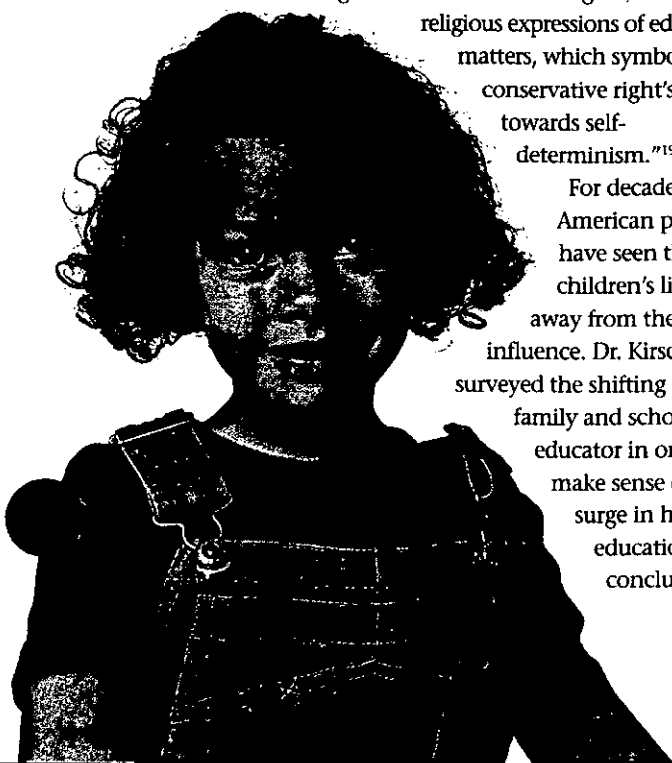 religious expressions of ed
matters, which symbo
conservative right's
towards self-
determinism."19
For decade
American p
have seen t
children's li
away from the
influence. Dr. Kirsc
surveyed the shifting
family and scho
educator in or
make sense
surge in h
educatio
conclu